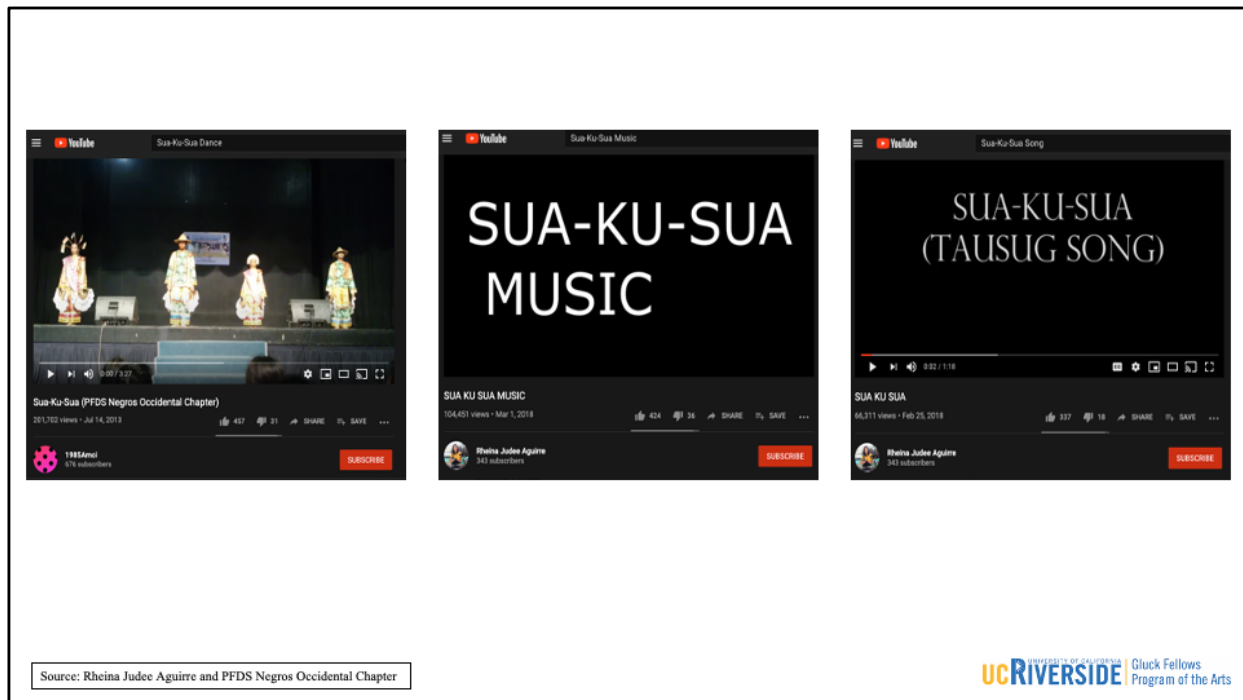 YouTube
Sua-Ku-Sua Dance
0:00 / 3:27
Sua-Ku-Sua (PFDS Negros Occidental Chapter)
201,702 views • Jul 14, 2013
457
31
SHARE
SAVE
1985Amci
676 subscribers
SUBSCRIBE
YouTube
Sua-Ku-Sua Music
SUA-KU-SUA
MUSIC
SUA KU SUA MUSIC
104,451 views • Mar 1, 2018
424
36
SHARE
SAVE
Rheina Judee Aguirre
343 subscribers
SUBSCRIBE
YouTube
Sua-Ku-Sua Song
SUA-KU-SUA
(TAUSUG SONG)
0:02 / 1:18
SUA KU SUA
66,311 views • Feb 25, 2018
337
18
SHARE
SAVE
Rheina Judee Aguirre
343 subscribers
SUBSCRIBE
Source: Rheina Judee Aguirre and PFDS Negros Occidental Chapter
UNIVERSITY OF CALIFORNIA
UCRIVERSIDE
Gluck Fellows
Program of the Arts